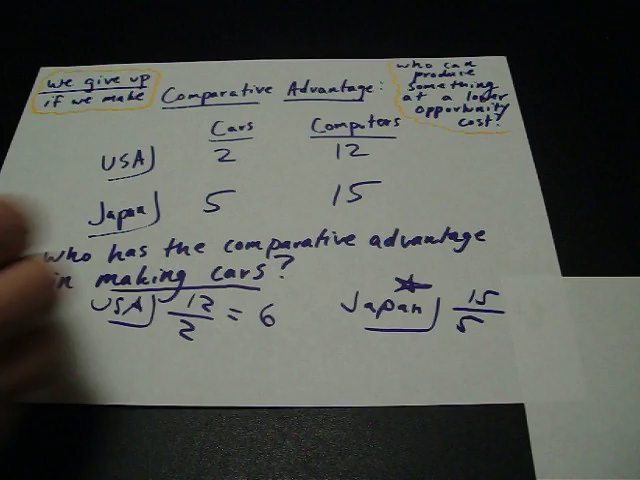 we give up
if we make
Comparative Advantage:
who can
produce
something
at a lower
opportunity
cost?
Cars Computers
USA 2 12
Japan 5 15
who has the comparative advantage
in making cars?
USA 12/2 = 6 Japan 15/5